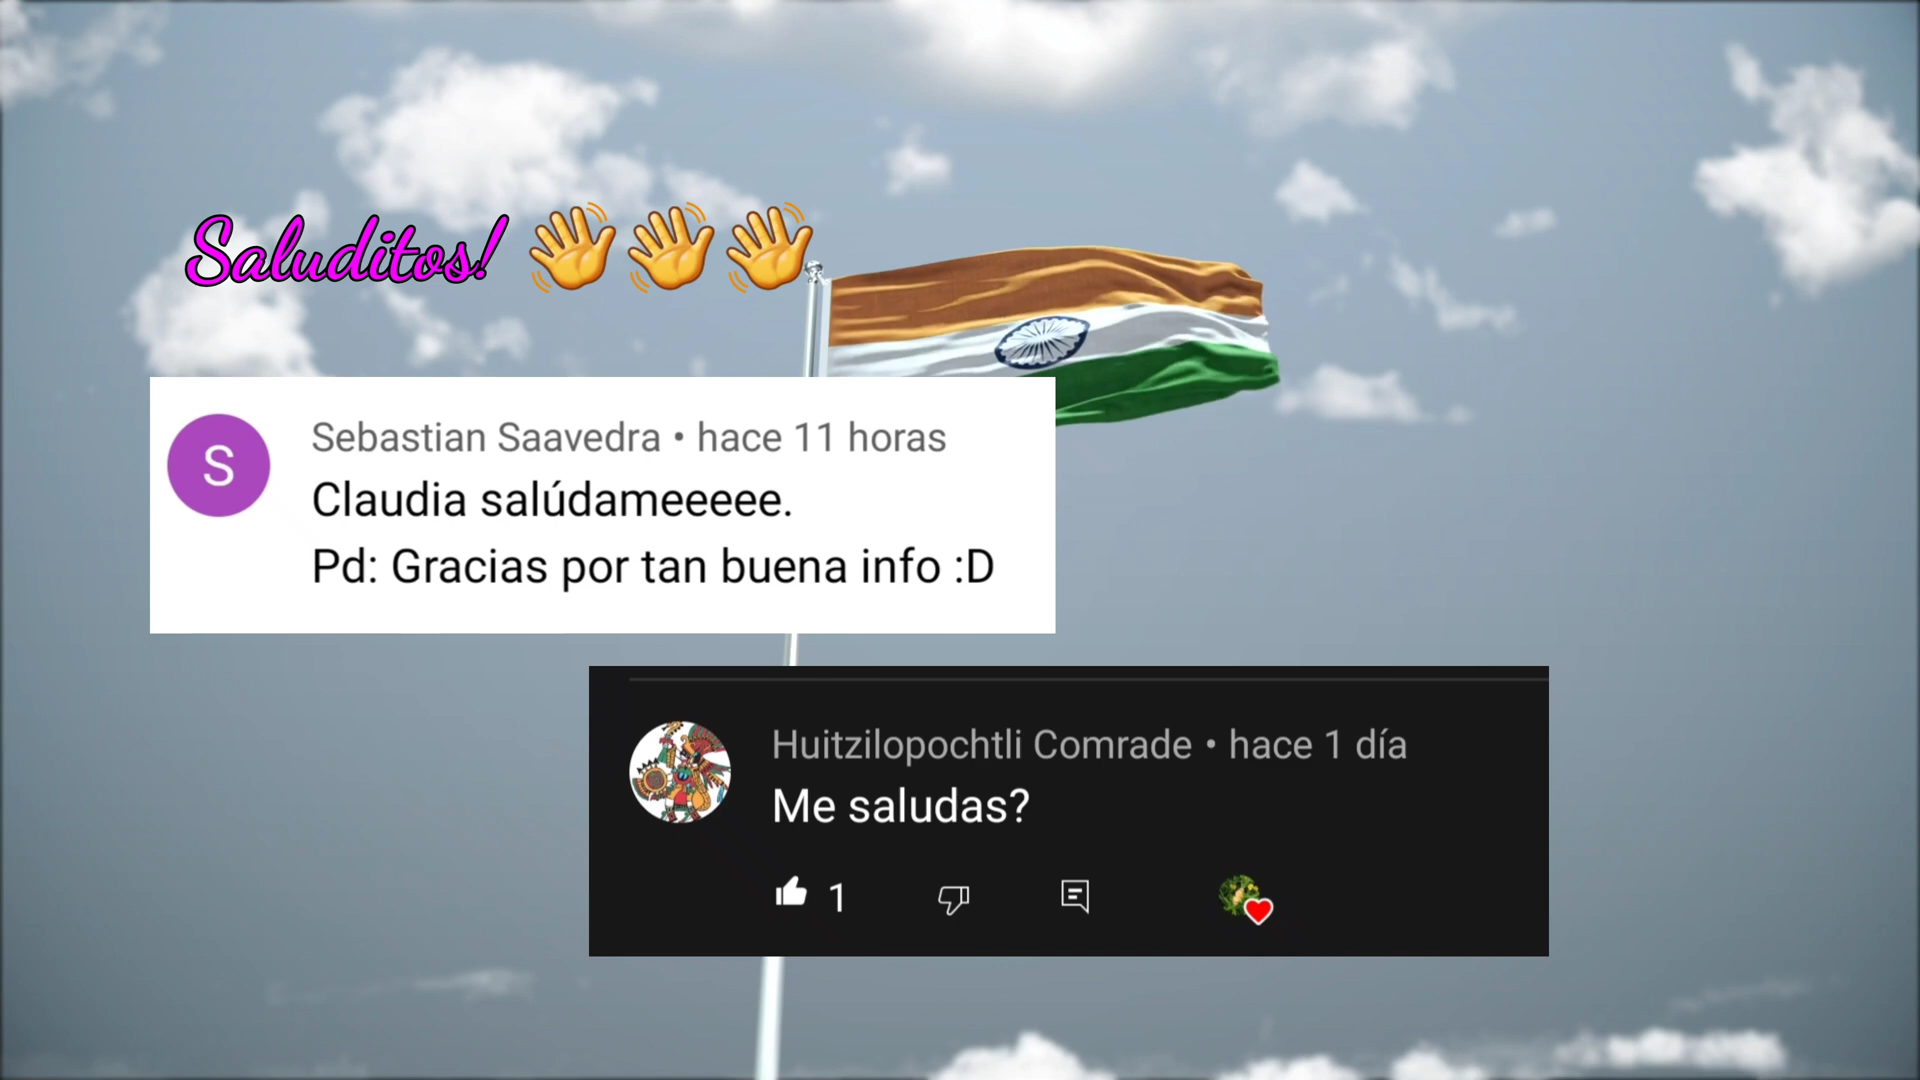 Saluditos! 👋👋👋
S
Sebastian Saavedra • hace 11 horas
Claudia salúdameeeee.
Pd: Gracias por tan buena info :D
Huitzilopochtli Comrade • hace 1 día
Me saludas?
1